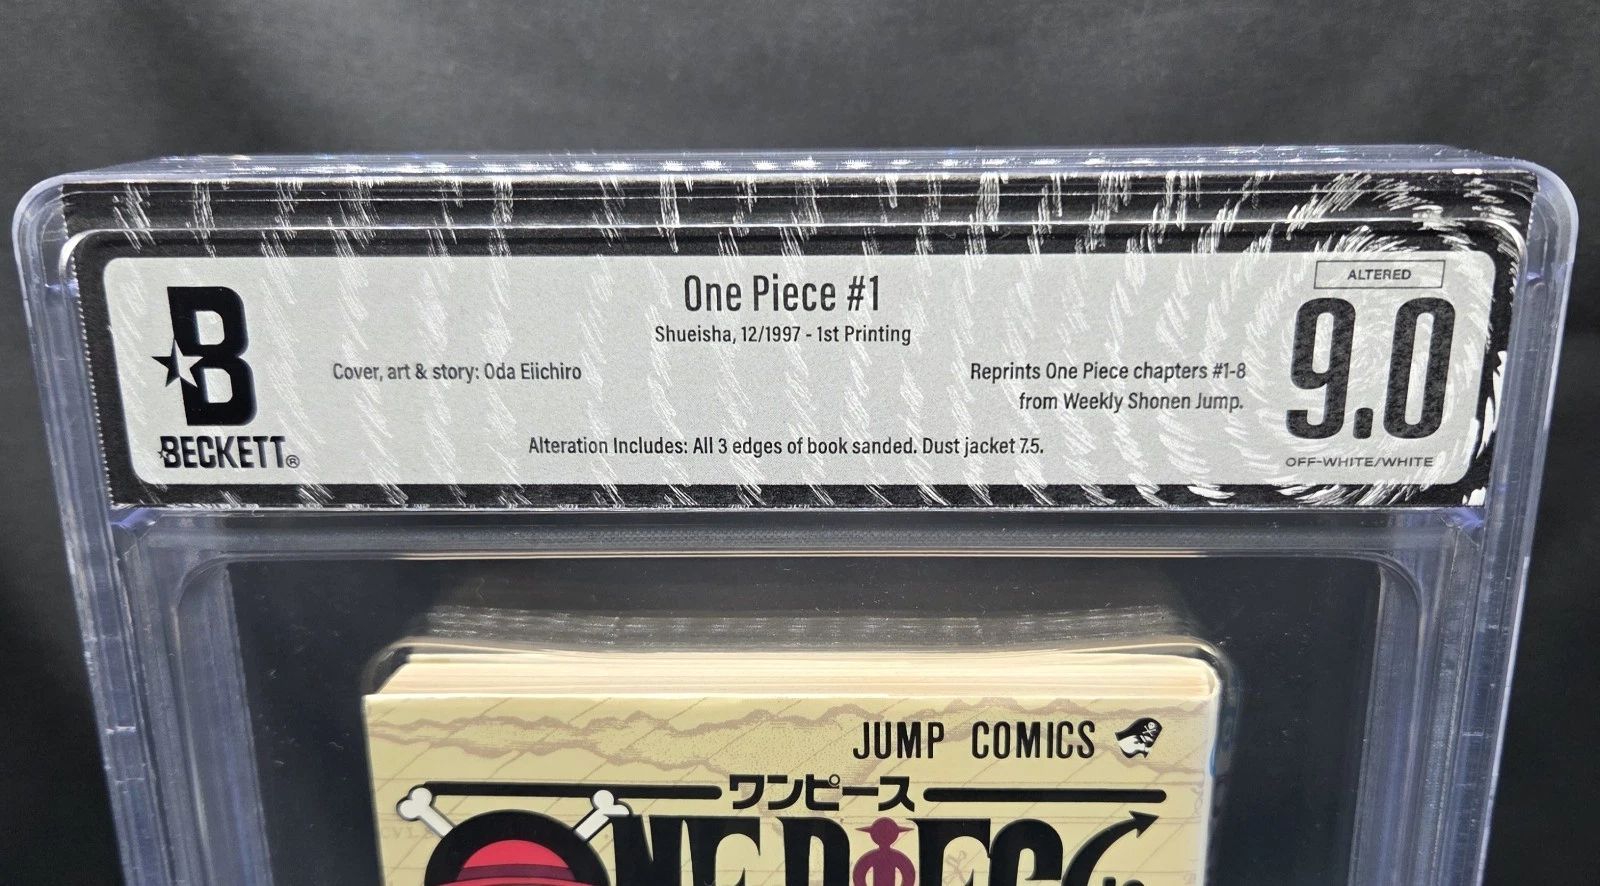 ALTERED
One Piece #1
9.0
Shueisha, 12/1997 - 1st Printing
Cover, art & story: Oda Eiichiro
Reprints One Piece chapters #1-8
from Weekly Shonen Jump.
B
BECKETT®
Alteration Includes: All 3 edges of book sanded. Dust jacket 7.5.
OFF-WHITE/WHITE
JUMP COMICS
ワンピース
ONE PIECE